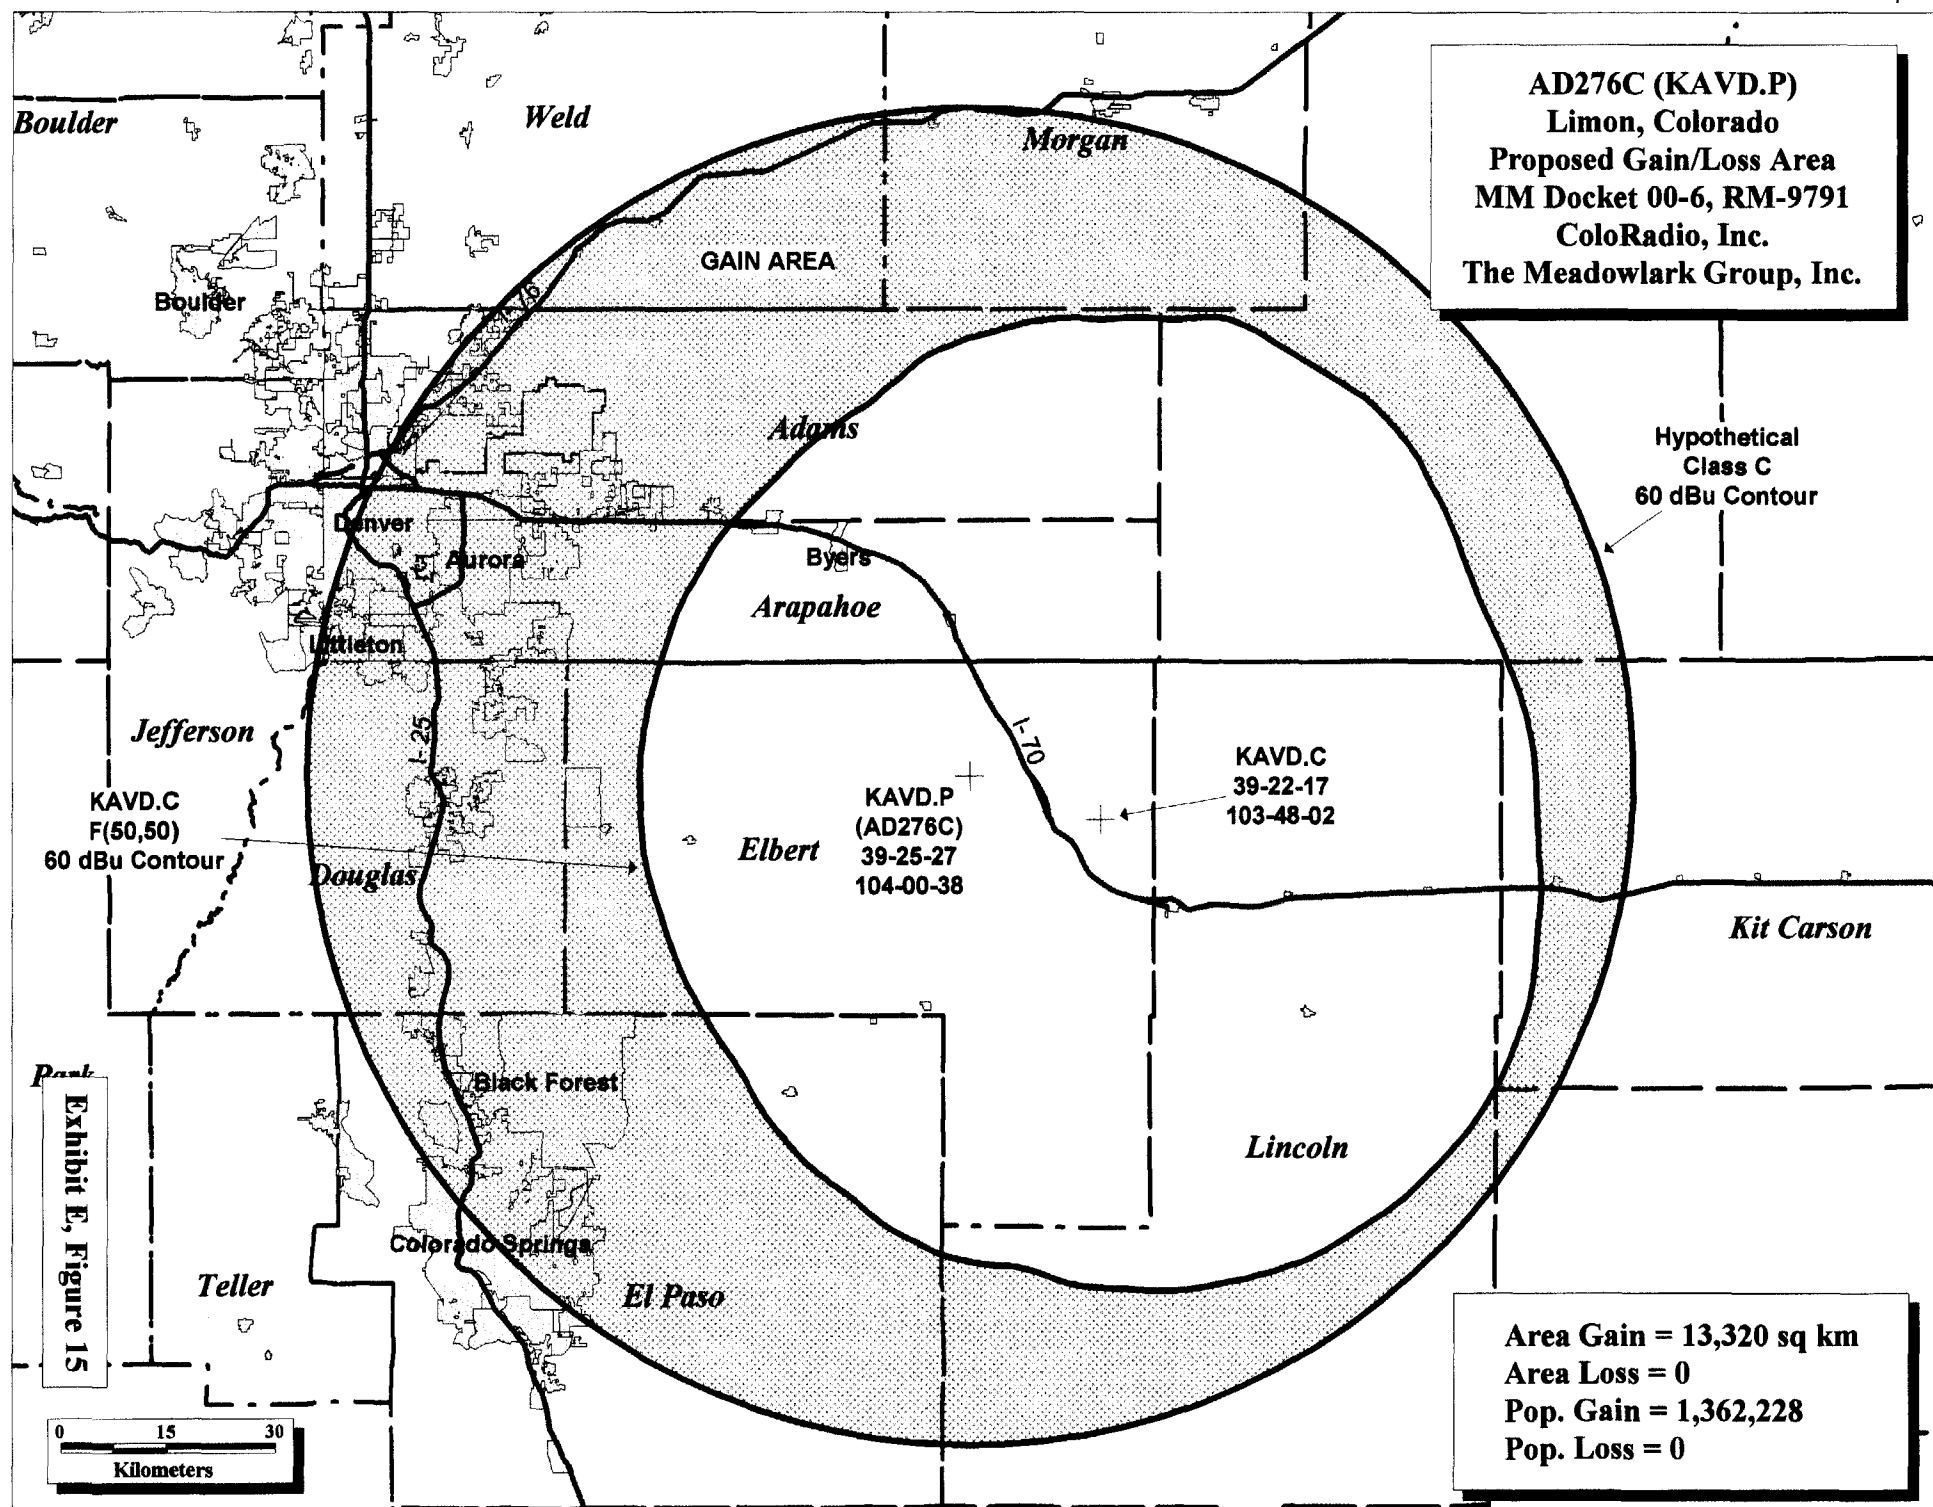 AD276C (KAVD.P)
Limon, Colorado
Proposed Gain/Loss Area
MM Docket 00-6, RM-9791
ColoRadio, Inc.
The Meadowlark Group, Inc.
Boulder
Weld
Morgan
GAIN AREA
Boulder
I-76
Adams
Hypothetical
Class C
60 dBu Contour
Denver
Aurora
Byers
Arapahoe
Littleton
Jefferson
I-25
I-70
KAVD.C
39-22-17
103-48-02
KAVD.C
F(50,50)
60 dBu Contour
KAVD.P
(AD276C)
39-25-27
104-00-38
Elbert
Douglas
Kit Carson
Park
Black Forest
Lincoln
Colorado Springs
Teller
El Paso
Exhibit E, Figure 15
Area Gain = 13,320 sq km
Area Loss = 0
Pop. Gain = 1,362,228
Pop. Loss = 0
0 15 30
Kilometers